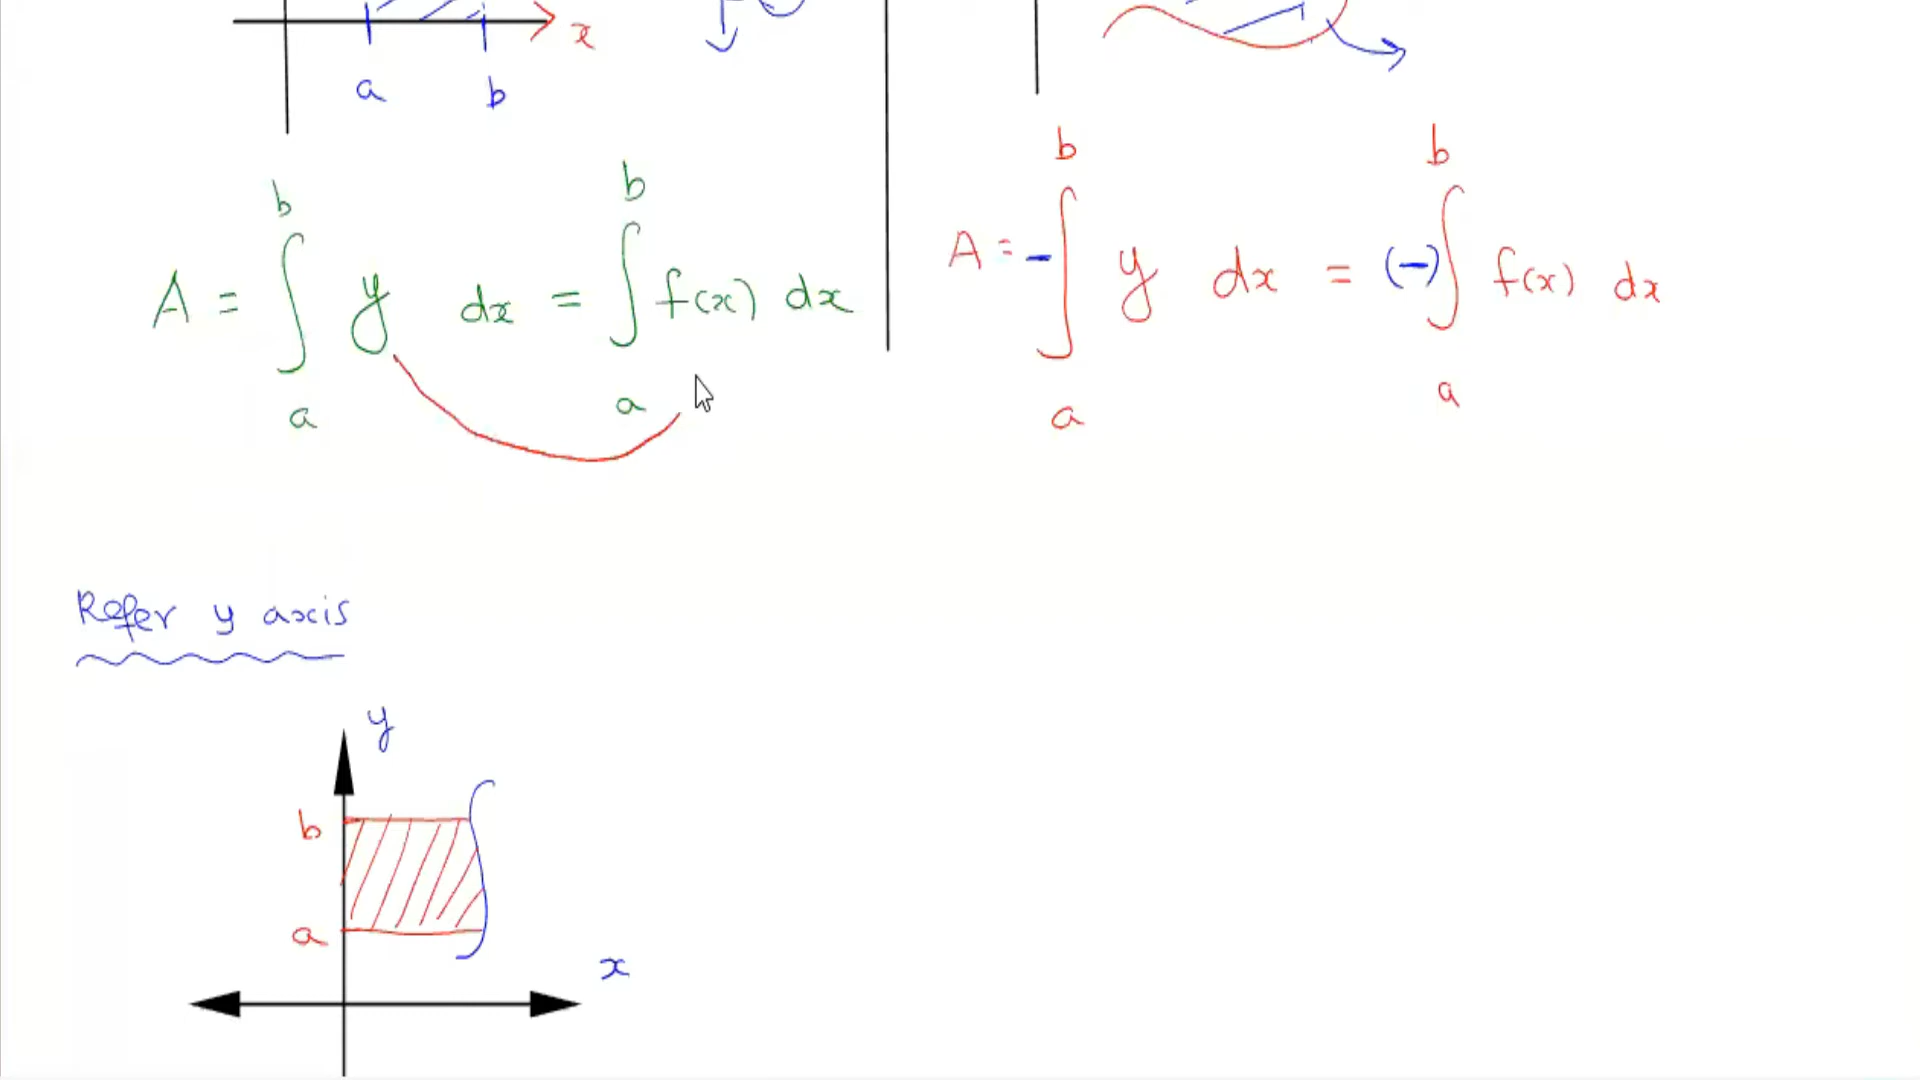 x
a b
b b
A = ∫ y dx = ∫ f(x) dx
a a
b b
A = - ∫ y dx = (-) ∫ f(x) dx
a a
Refer y axis
y
b
a
x